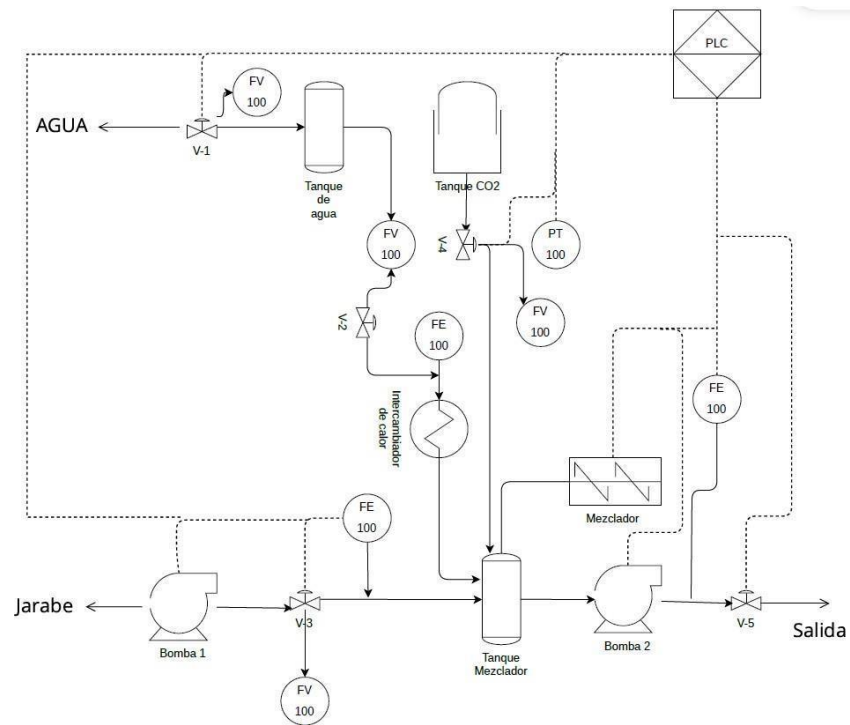 PLC
FV
100
AGUA
V-1
Tanque
de
agua
Tanque CO2
FV
100
V-4
PT
100
V-2
FE
100
FV
100
Intercambiador
de calor
FE
100
Mezclador
FE
100
Jarabe
Bomba 1
V-3
Tanque
Mezclador
Bomba 2
V-5
Salida
FV
100